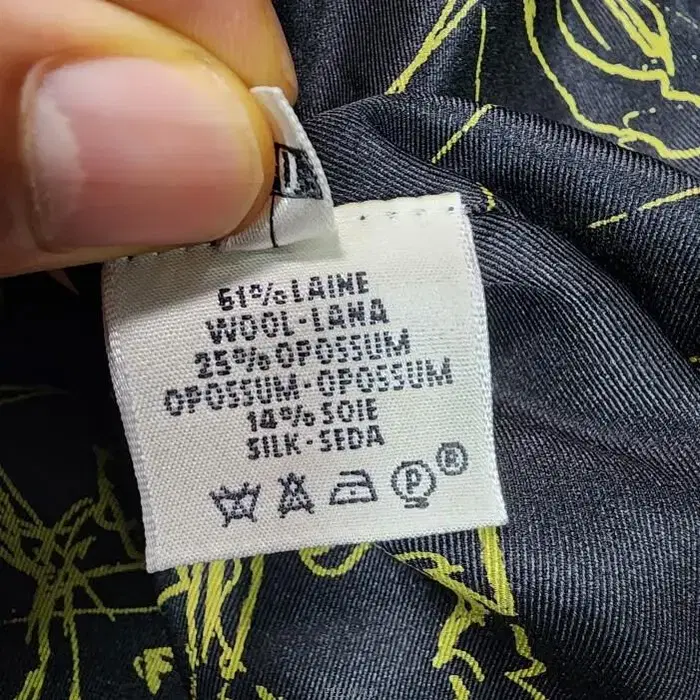 61% LAINE
WOOL-LANA
25% OPOSSUM
OPOSSUM-OPOSSUM
14% SOIE
SILK-SEDA
P ®